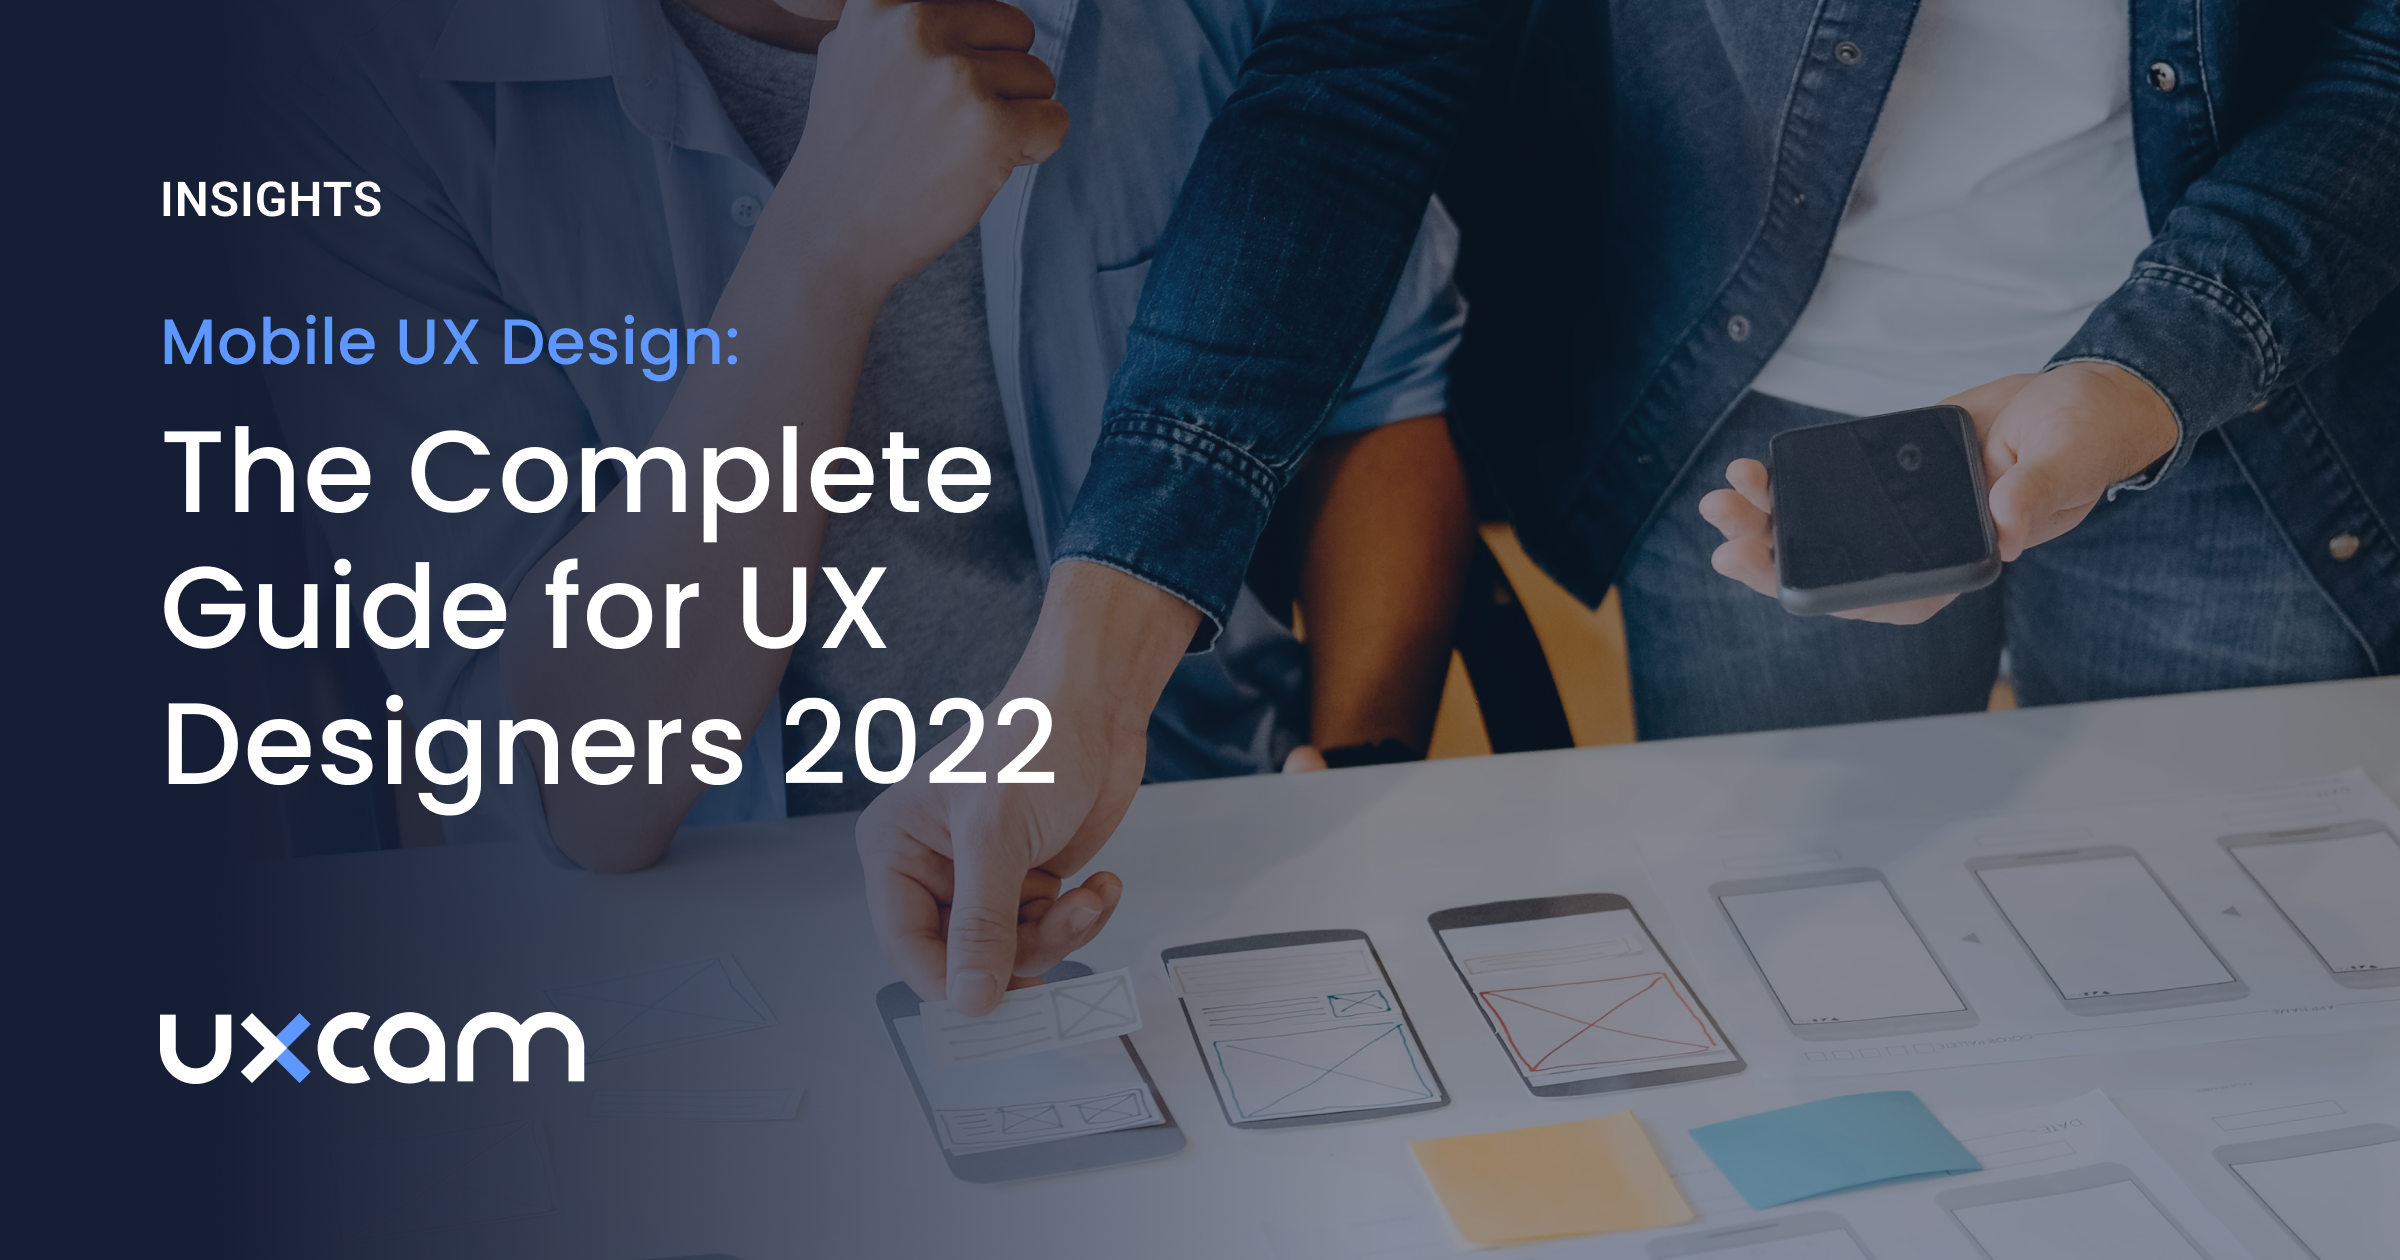 INSIGHTS
Mobile UX Design:
The Complete
Guide for UX
Designers 2022
uxcam